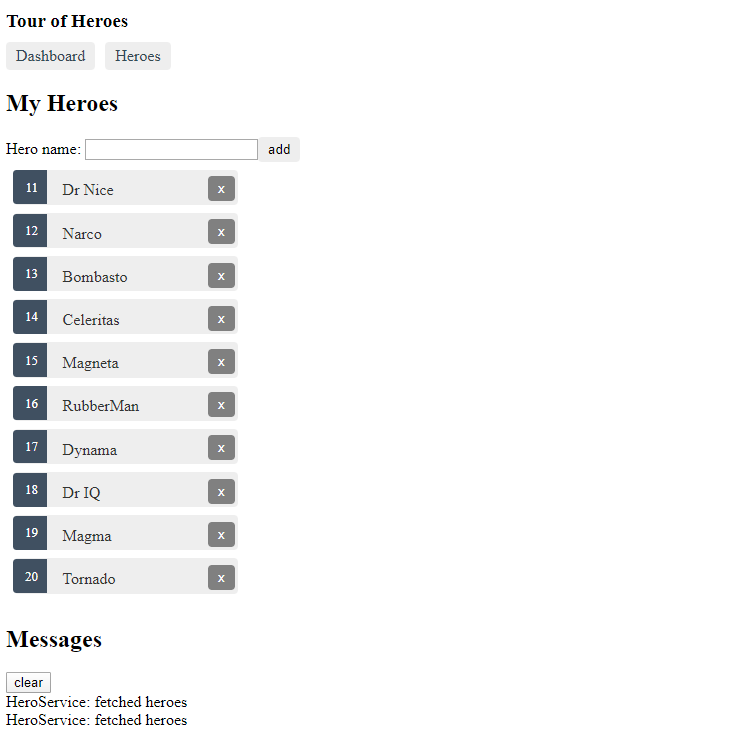 Tour of Heroes
Dashboard Heroes
My Heroes
Hero name: add
11 Dr Nice x
12 Narco x
13 Bombasto x
14 Celeritas x
15 Magneta x
16 RubberMan x
17 Dynama x
18 Dr IQ x
19 Magma x
20 Tornado x
Messages
clear
HeroService: fetched heroes
HeroService: fetched heroes